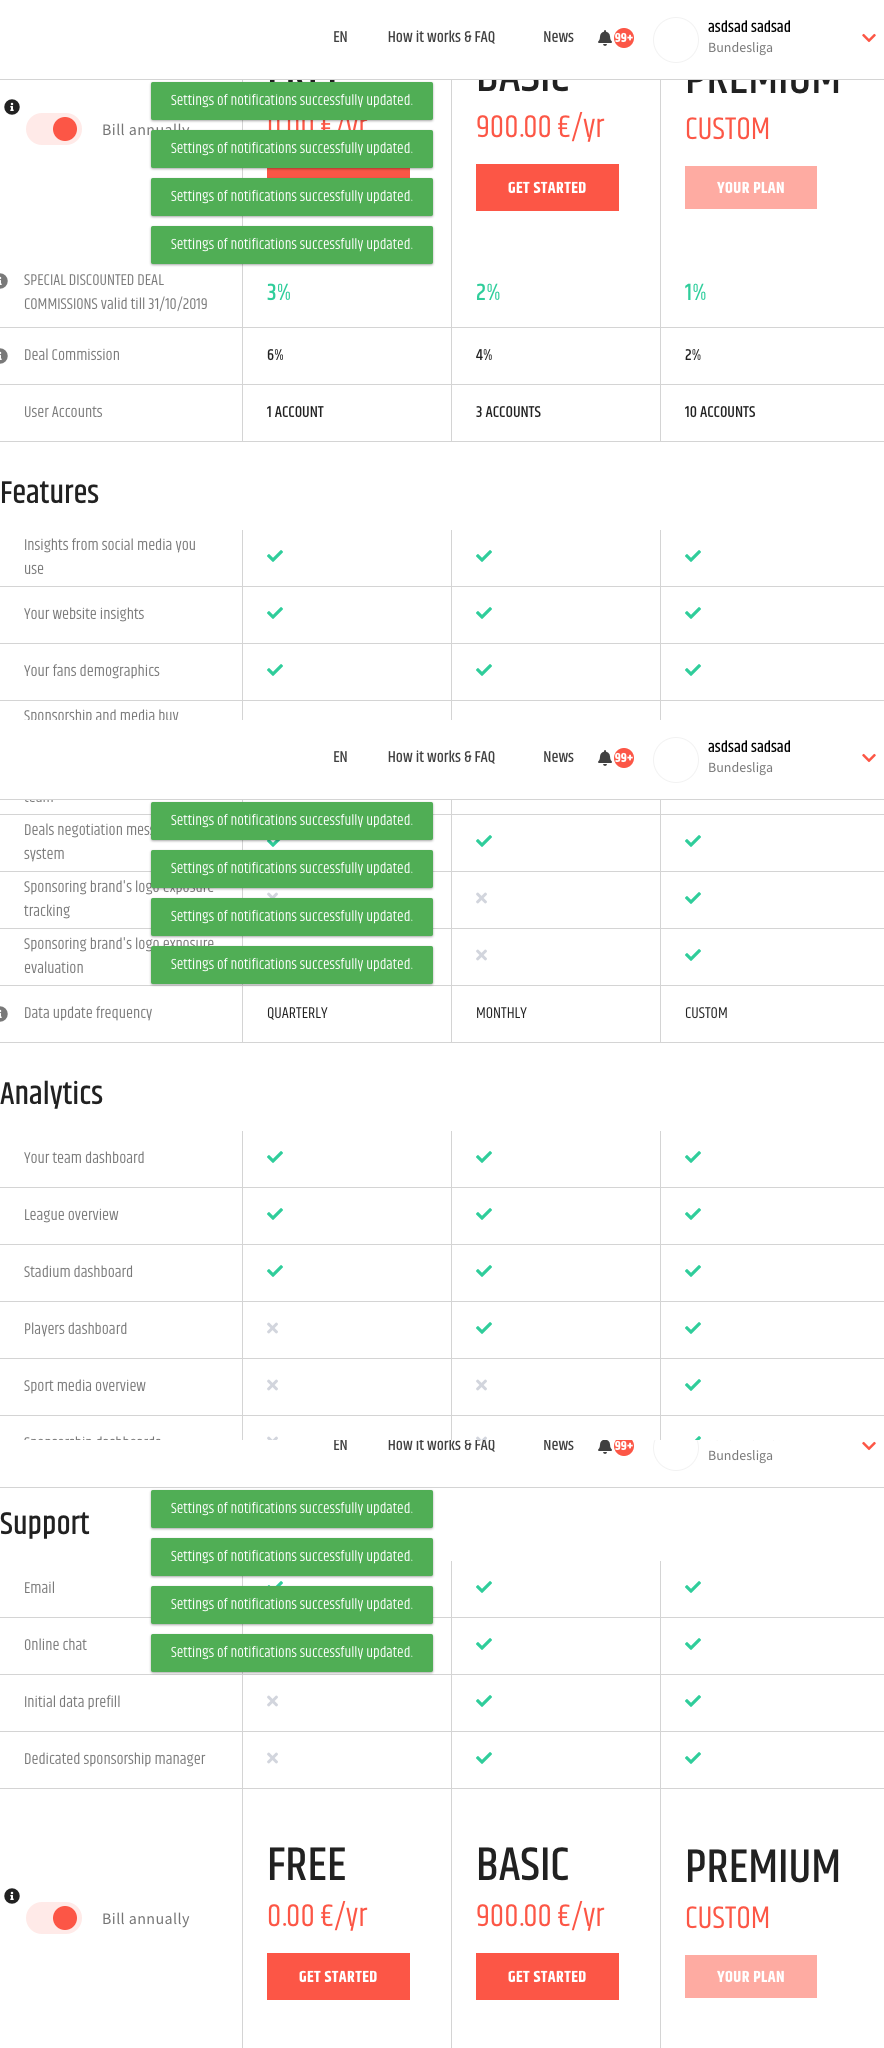 EN How it works & FAQ News 99+ asdsad sadsad
Bundesliga
FREE BASIC PREMIUM
Settings of notifications successfully updated.
Bill annually 0.00 €/yr 900.00 €/yr CUSTOM
Settings of notifications successfully updated.
GET STARTED YOUR PLAN
Settings of notifications successfully updated.
Settings of notifications successfully updated.
SPECIAL DISCOUNTED DEAL
COMMISSIONS valid till 31/10/2019
3% 2% 1%
Deal Commission 6% 4% 2%
User Accounts 1 ACCOUNT 3 ACCOUNTS 10 ACCOUNTS
Features
Insights from social media you
use
Your website insights
Your fans demographics
Sponsorship and media buy
EN How it works & FAQ News 99+ asdsad sadsad
Bundesliga
team
Settings of notifications successfully updated.
Deals negotiation mess
system
Settings of notifications successfully updated.
Sponsoring brand's logo exposure
tracking
Settings of notifications successfully updated.
Sponsoring brand's logo exposure
evaluation
Settings of notifications successfully updated.
Data update frequency QUARTERLY MONTHLY CUSTOM
Analytics
Your team dashboard
League overview
Stadium dashboard
Players dashboard
Sport media overview
Sponsorship dashboards
EN How it works & FAQ News 99+
Bundesliga
Settings of notifications successfully updated.
Support
Settings of notifications successfully updated.
Email
Settings of notifications successfully updated.
Online chat
Settings of notifications successfully updated.
Initial data prefill
Dedicated sponsorship manager
FREE BASIC PREMIUM
Bill annually 0.00 €/yr 900.00 €/yr CUSTOM
GET STARTED GET STARTED YOUR PLAN